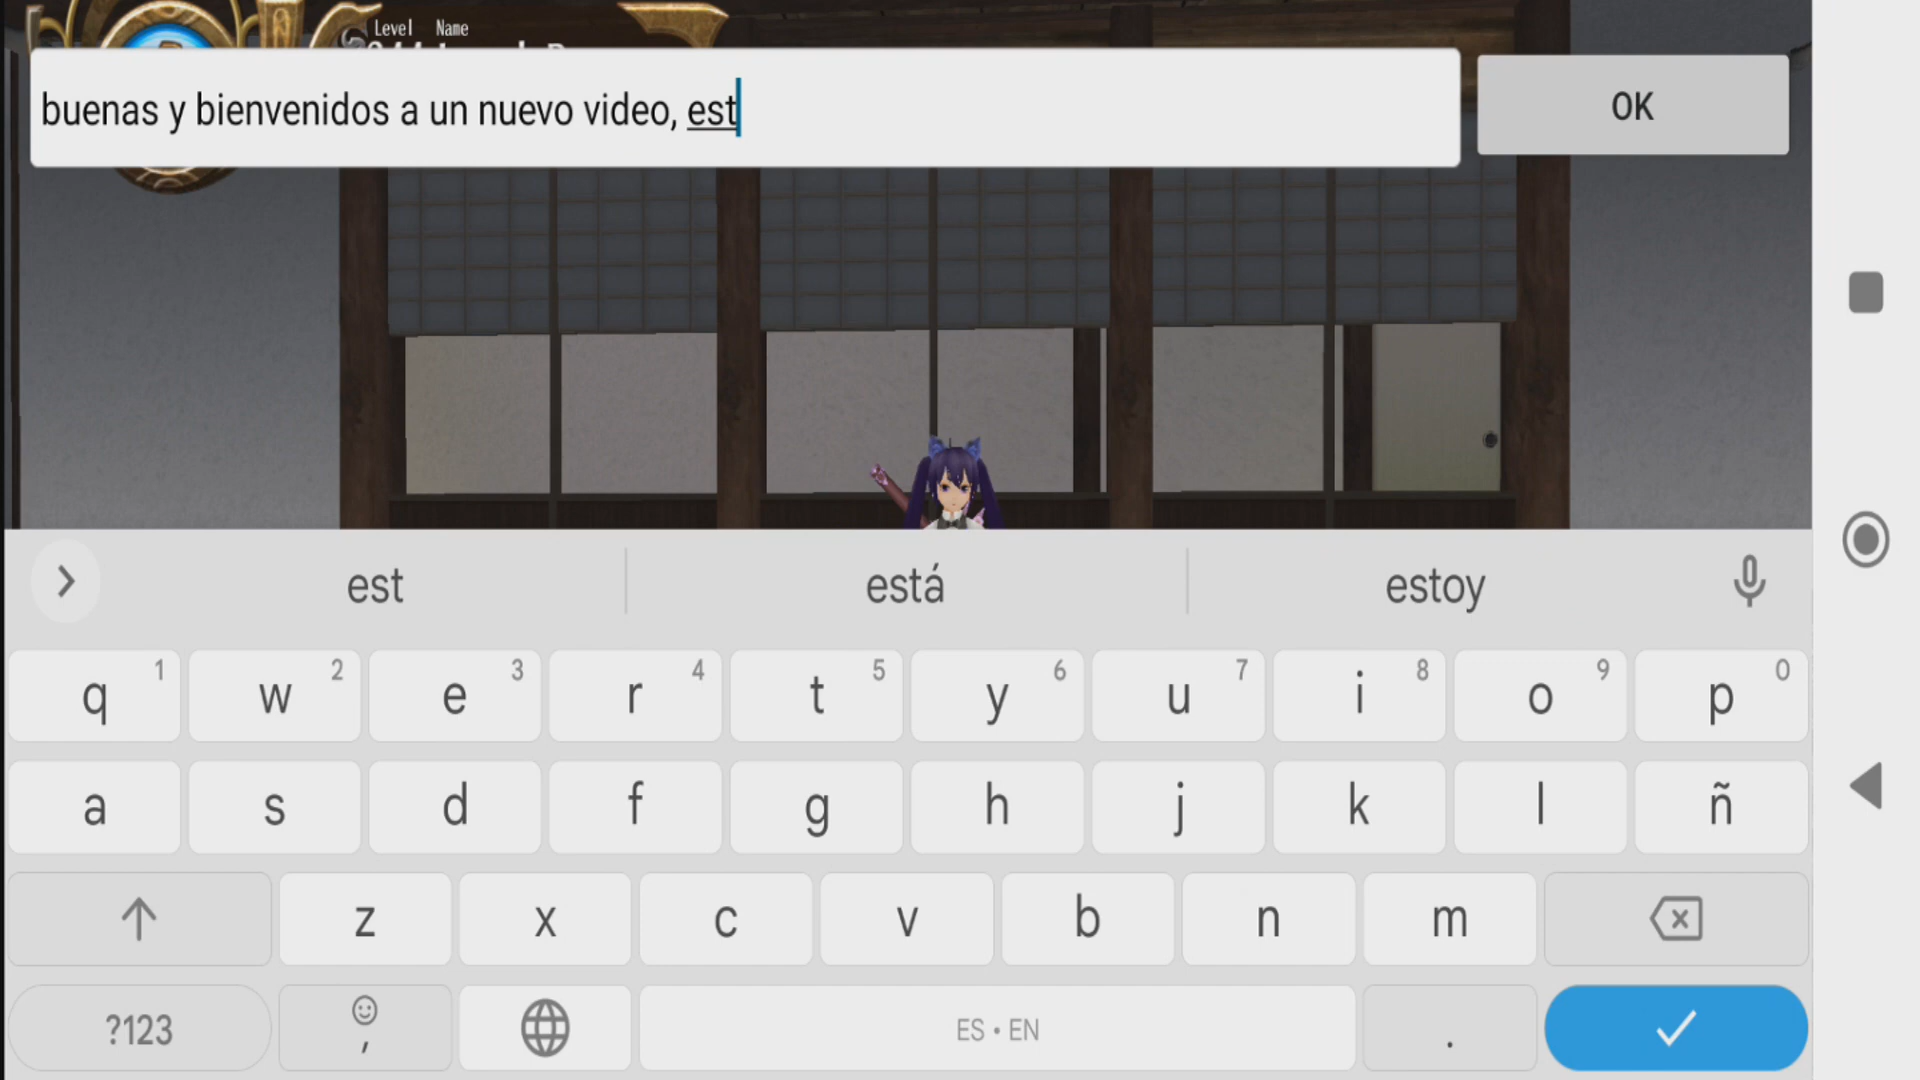 Level Name
buenas y bienvenidos a un nuevo video, est
OK
est está estoy
q 1 w 2 e 3 r 4 t 5 y 6 u 7 i 8 o 9 p 0
a s d f g h j k l ñ
z x c v b n m
?123 , ES • EN .